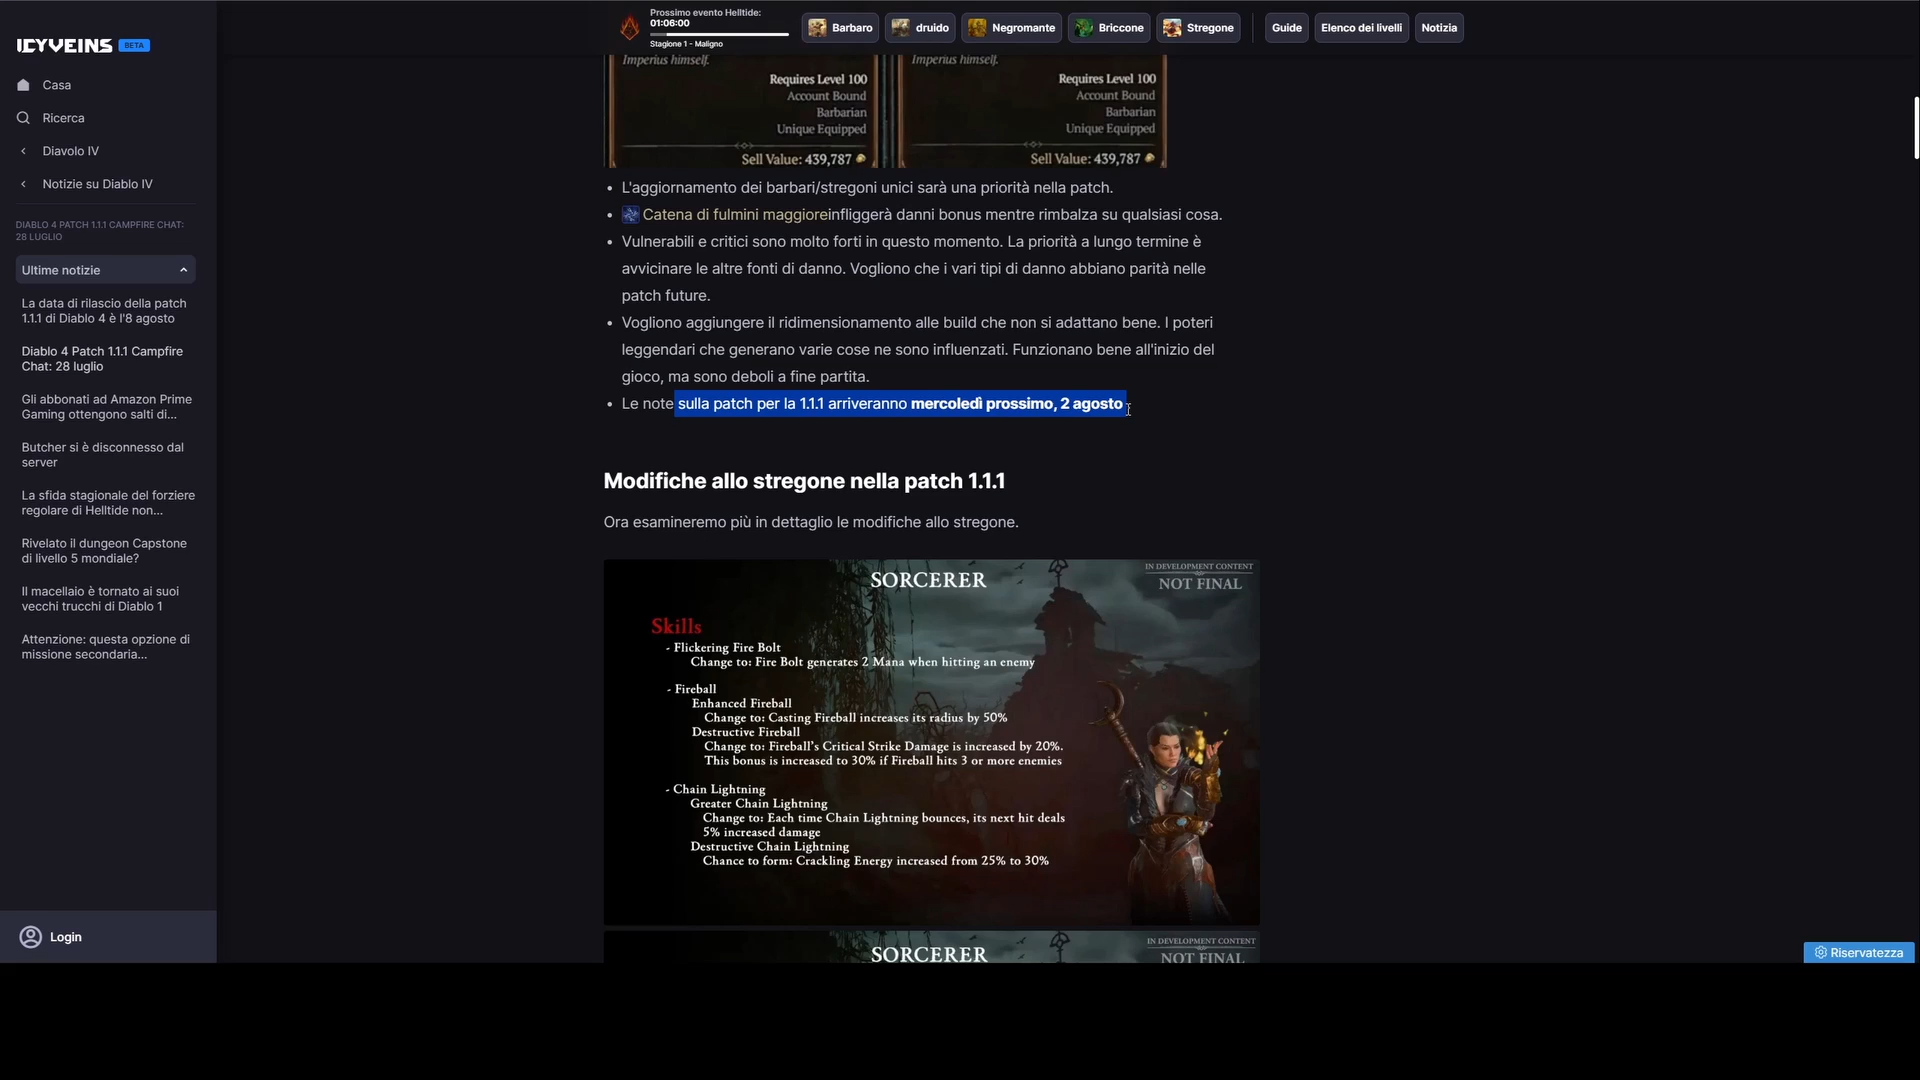 ICYVEINS BETA
Casa
Ricerca
Diavolo IV
Notizie su Diablo IV
DIABLO 4 PATCH 1.1.1 CAMPFIRE CHAT:
28 LUGLIO
Ultime notizie
La data di rilascio della patch
1.1.1 di Diablo 4 è l'8 agosto
Diablo 4 Patch 1.1.1 Campfire
Chat: 28 luglio
Gli abbonati ad Amazon Prime
Gaming ottengono salti di...
Butcher si è disconnesso dal
server
La sfida stagionale del forziere
regolare di Helltide non...
Rivelato il dungeon Capstone
di livello 5 mondiale?
Il macellaio è tornato ai suoi
vecchi trucchi di Diablo 1
Attenzione: questa opzione di
missione secondaria...
Login
Prossimo evento Helltide:
01:06:00
Stagione 1 - Maligno
Barbaro
druido
Negromante
Briccone
Stregone
Guide
Elenco dei livelli
Notizia
Imperius himself.
Requires Level 100
Account Bound
Barbarian
Unique Equipped
Sell Value: 439,787
Imperius himself.
Requires Level 100
Account Bound
Barbarian
Unique Equipped
Sell Value: 439,787
• L'aggiornamento dei barbari/stregoni unici sarà una priorità nella patch.
• Catena di fulmini maggioreinfliggerà danni bonus mentre rimbalza su qualsiasi cosa.
• Vulnerabili e critici sono molto forti in questo momento. La priorità a lungo termine è
avvicinare le altre fonti di danno. Vogliono che i vari tipi di danno abbiano parità nelle
patch future.
• Vogliono aggiungere il ridimensionamento alle build che non si adattano bene. I poteri
leggendari che generano varie cose ne sono influenzati. Funzionano bene all'inizio del
gioco, ma sono deboli a fine partita.
• Le note sulla patch per la 1.1.1 arriveranno mercoledì prossimo, 2 agosto
Modifiche allo stregone nella patch 1.1.1
Ora esamineremo più in dettaglio le modifiche allo stregone.
SORCERER
IN DEVELOPMENT CONTENT
NOT FINAL
Skills
- Flickering Fire Bolt
Change to: Fire Bolt generates 2 Mana when hitting an enemy
- Fireball
Enhanced Fireball
Change to: Casting Fireball increases its radius by 50%
Destructive Fireball
Change to: Fireball's Critical Strike Damage is increased by 20%.
This bonus is increased to 30% if Fireball hits 3 or more enemies
- Chain Lightning
Greater Chain Lightning
Change to: Each time Chain Lightning bounces, its next hit deals
5% increased damage
Destructive Chain Lightning
Chance to form: Crackling Energy increased from 25% to 30%
SORCERER
IN DEVELOPMENT CONTENT
NOT FINAL
Riservatezza